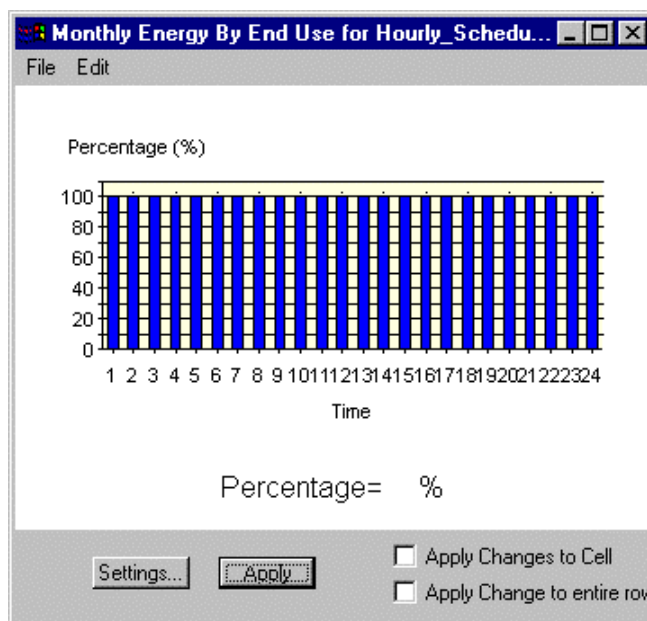 Monthly Energy By End Use for Hourly_Schedu...
File Edit
Percentage (%)
100
80
60
40
20
0
1 2 3 4 5 6 7 8 9 10 11 12 13 14 15 16 17 18 19 20 21 22 23 24
Time
Percentage= %
Settings... Apply
Apply Changes to Cell
Apply Change to entire row